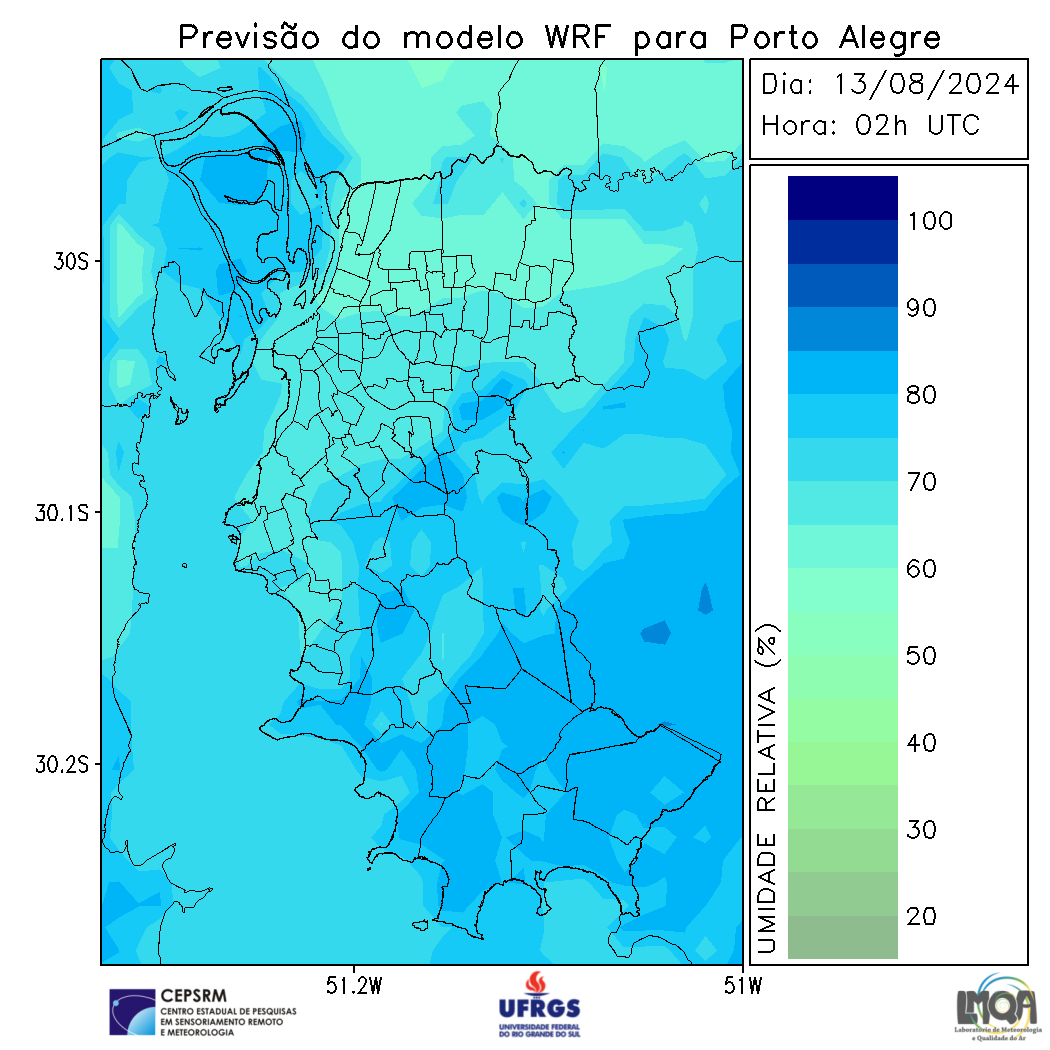 Previsão do modelo WRF para Porto Alegre
Dia: 13/08/2024
Hora: 02h UTC
100
90
80
70
60
50
40
30
20
UMIDADE RELATIVA (%)
30S
30.1S
30.2S
51.2W
51W
CEPSRM
CENTRO ESTADUAL DE PESQUISAS
EM SENSORIAMENTO REMOTO
E METEOROLOGIA
UFRGS
UNIVERSIDADE FEDERAL
DO RIO GRANDE DO SUL
LMQA
Laboratório de Meteorologia
e Qualidade do Ar